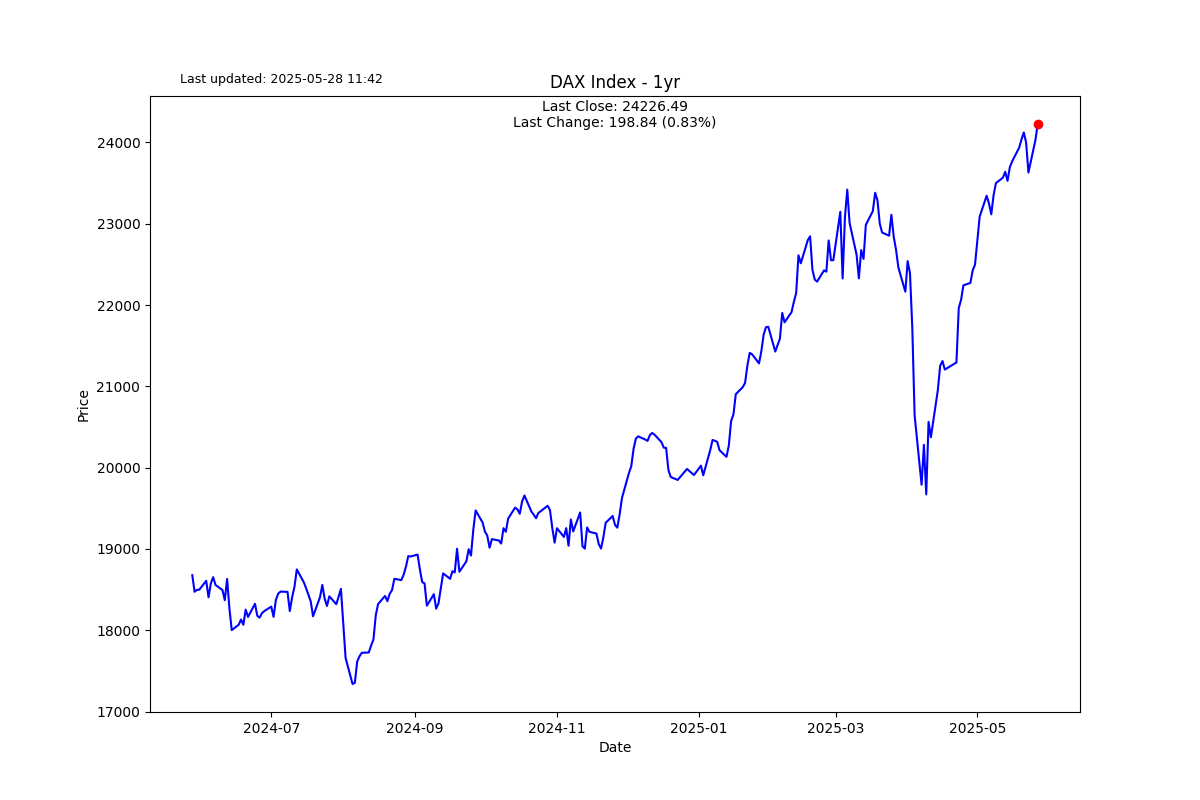 Last updated: 2025-05-28 11:42
DAX Index - 1yr
Last Close: 24226.49
Last Change: 198.84 (0.83%)
24000
23000
22000
21000
20000
19000
18000
17000
Price
2024-07
2024-09
2024-11
2025-01
2025-03
2025-05
Date